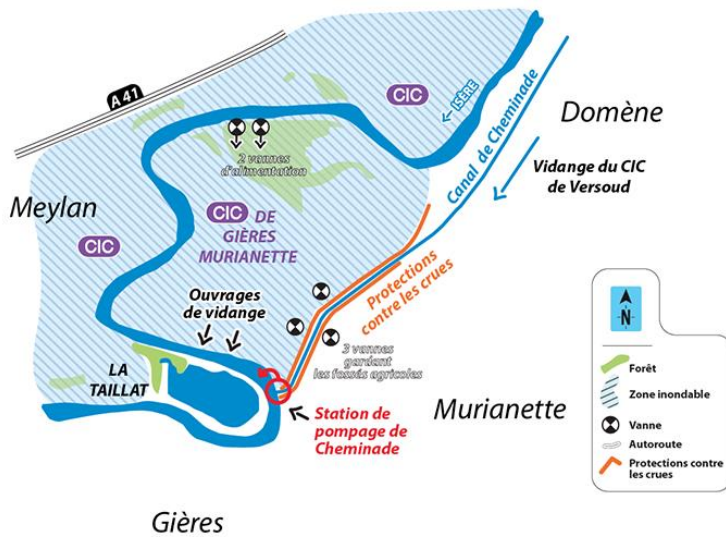 A 41
CIC
← ISÈRE
Canal de Cheminade
Domène
Vidange du CIC
de Versoud
2 vannes
d'alimentation
Meylan
CIC
CIC DE
GIÈRES
MURIANETTE
Protections
contre les crues
Ouvrages
de vidange
3 vannes
gardant
les fossés agricoles
LA
TAILLAT
Station de
pompage de
Cheminade
Murianette
Gières
N
Forêt
Zone inondable
Vanne
Autoroute
Protections contre
les crues